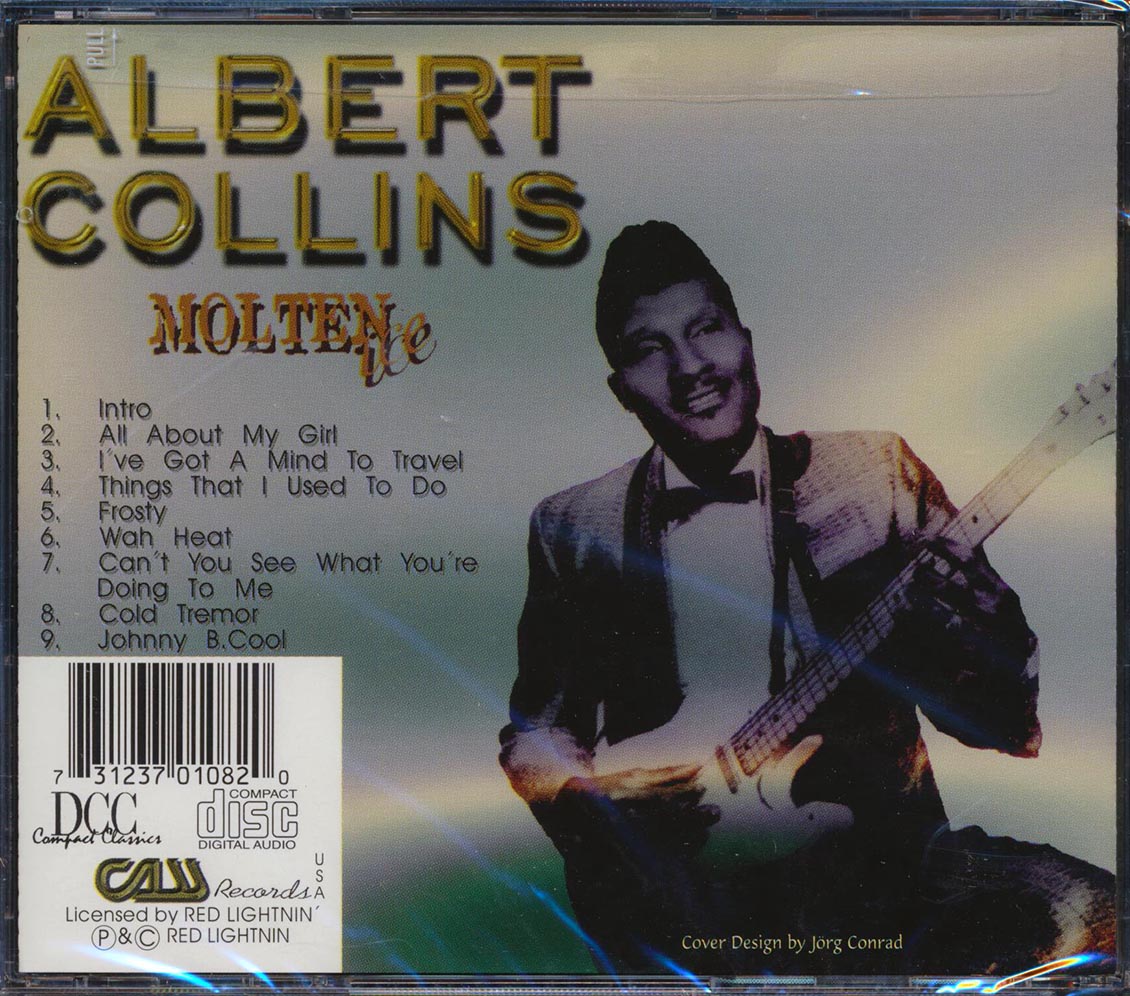 PULL
ALBERT
COLLINS
MOLTEN
ice
1. Intro
2. All About My Girl
3. I´ve Got A Mind To Travel
4. Things That I Used To Do
5. Frosty
6. Wah Heat
7. Can´t You See What You´re
Doing To Me
8. Cold Tremor
9. Johnny B.Cool
7 31237 01082 0
DCC
Compact Classics
COMPACT
disc
DIGITAL AUDIO
Records
USA
Licensed by RED LIGHTNIN´
Ⓟ&© RED LIGHTNIN
Cover Design by Jörg Conrad